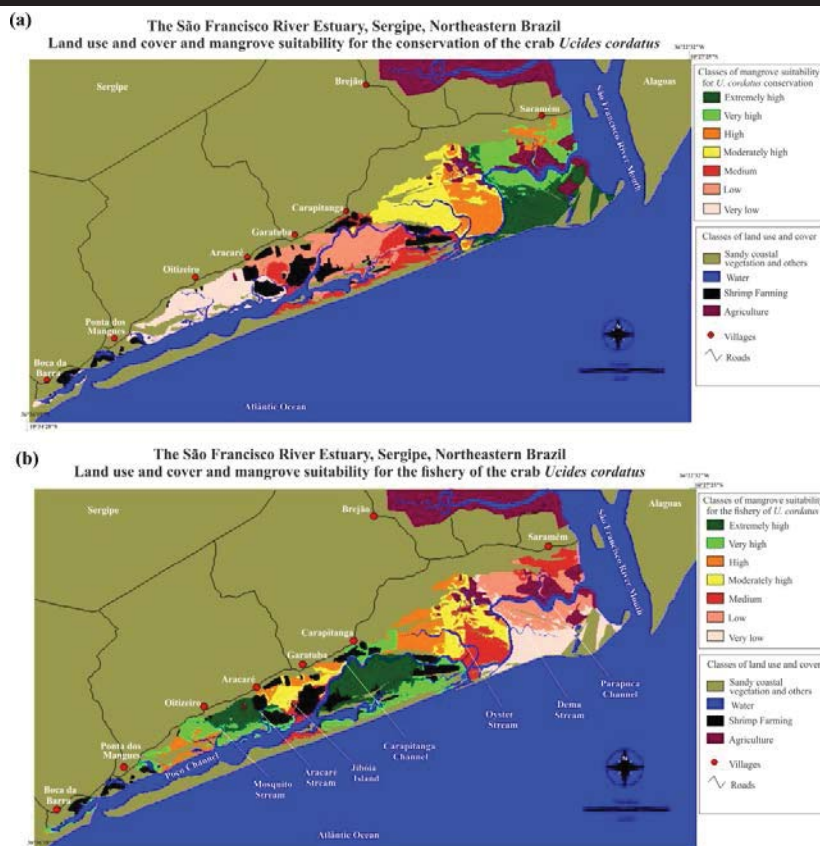 (a)
The São Francisco River Estuary, Sergipe, Northeastern Brazil
Land use and cover and mangrove suitability for the conservation of the crab Ucides cordatus
Sergipe
Brejão
Alagoas
Saramém
São Francisco River Mouth
Carapitanga
Garatuba
Aracaré
Oitizeiro
Ponta dos
Mangues
Boca da
Barra
Atlântic Ocean
Classes of mangrove suitability
for U. cordatus conservation
Extremely high
Very high
High
Moderately high
Medium
Low
Very low
Classes of land use and cover
Sandy coastal
vegetation and others
Water
Shrimp Farming
Agriculture
Villages
Roads
(b)
The São Francisco River Estuary, Sergipe, Northeastern Brazil
Land use and cover and mangrove suitability for the fishery of the crab Ucides cordatus
Sergipe
Brejão
Alagoas
Saramém
São Francisco River Mouth
Carapitanga
Garatuba
Aracaré
Oitizeiro
Ponta dos
Mangues
Boca da
Barra
Poço Channel
Mosquito
Stream
Aracaré
Stream
Jibóia
Island
Carapitanga
Channel
Oyster
Stream
Dema
Stream
Parapuca
Channel
Atlântic Ocean
Classes of mangrove suitability
for the fishery of U. cordatus
Extremely high
Very high
High
Moderately high
Medium
Low
Very low
Classes of land use and cover
Sandy coastal
vegetation and others
Water
Shrimp Farming
Agriculture
Villages
Roads